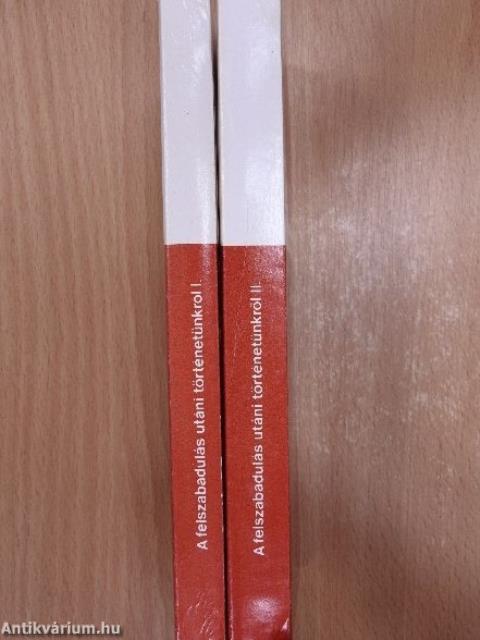 A felszabadulás utáni történetünkről I.
A felszabadulás utáni történetünkről II.
Antikvárium.hu